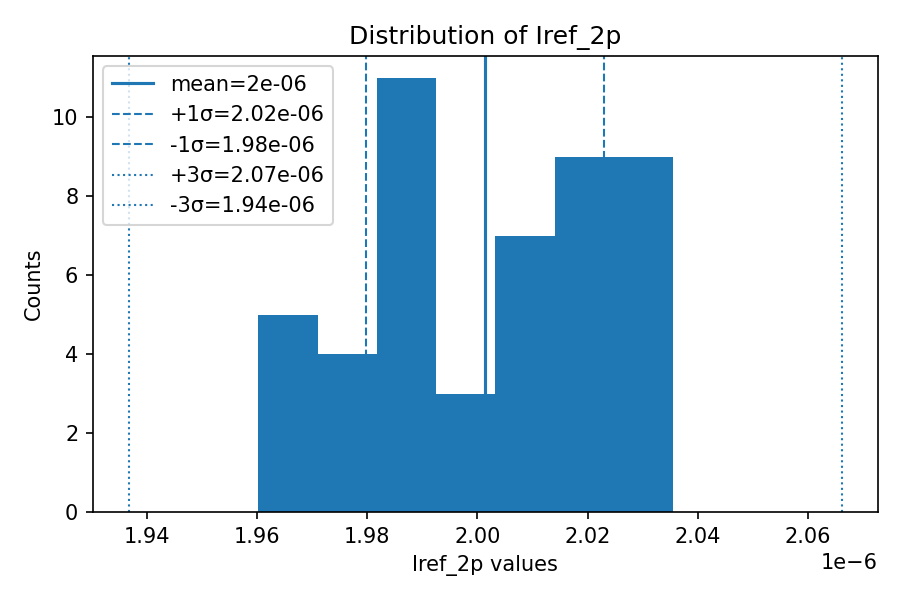 Distribution of Iref_2p
mean=2e-06
+1σ=2.02e-06
-1σ=1.98e-06
+3σ=2.07e-06
-3σ=1.94e-06
10
8
6
4
2
0
Counts
1.94 1.96 1.98 2.00 2.02 2.04 2.06
1e−6
Iref_2p values